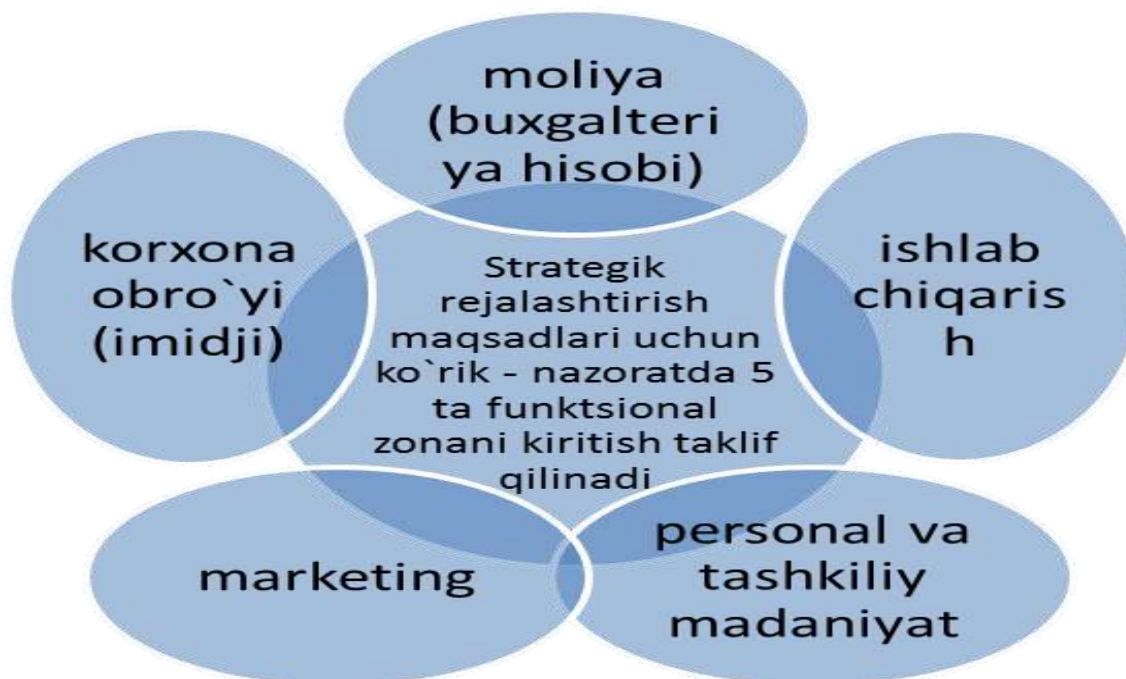 moliya
(buxgalteri
ya hisobi)
korxona
obro`yi
(imidji)
Strategik
rejalashtirish
maqsadlari uchun
ko`rik - nazoratda 5
ta funktsional
zonani kiritish taklif
qilinadi
ishlab
chiqaris
h
marketing
personal va
tashkiliy
madaniyat